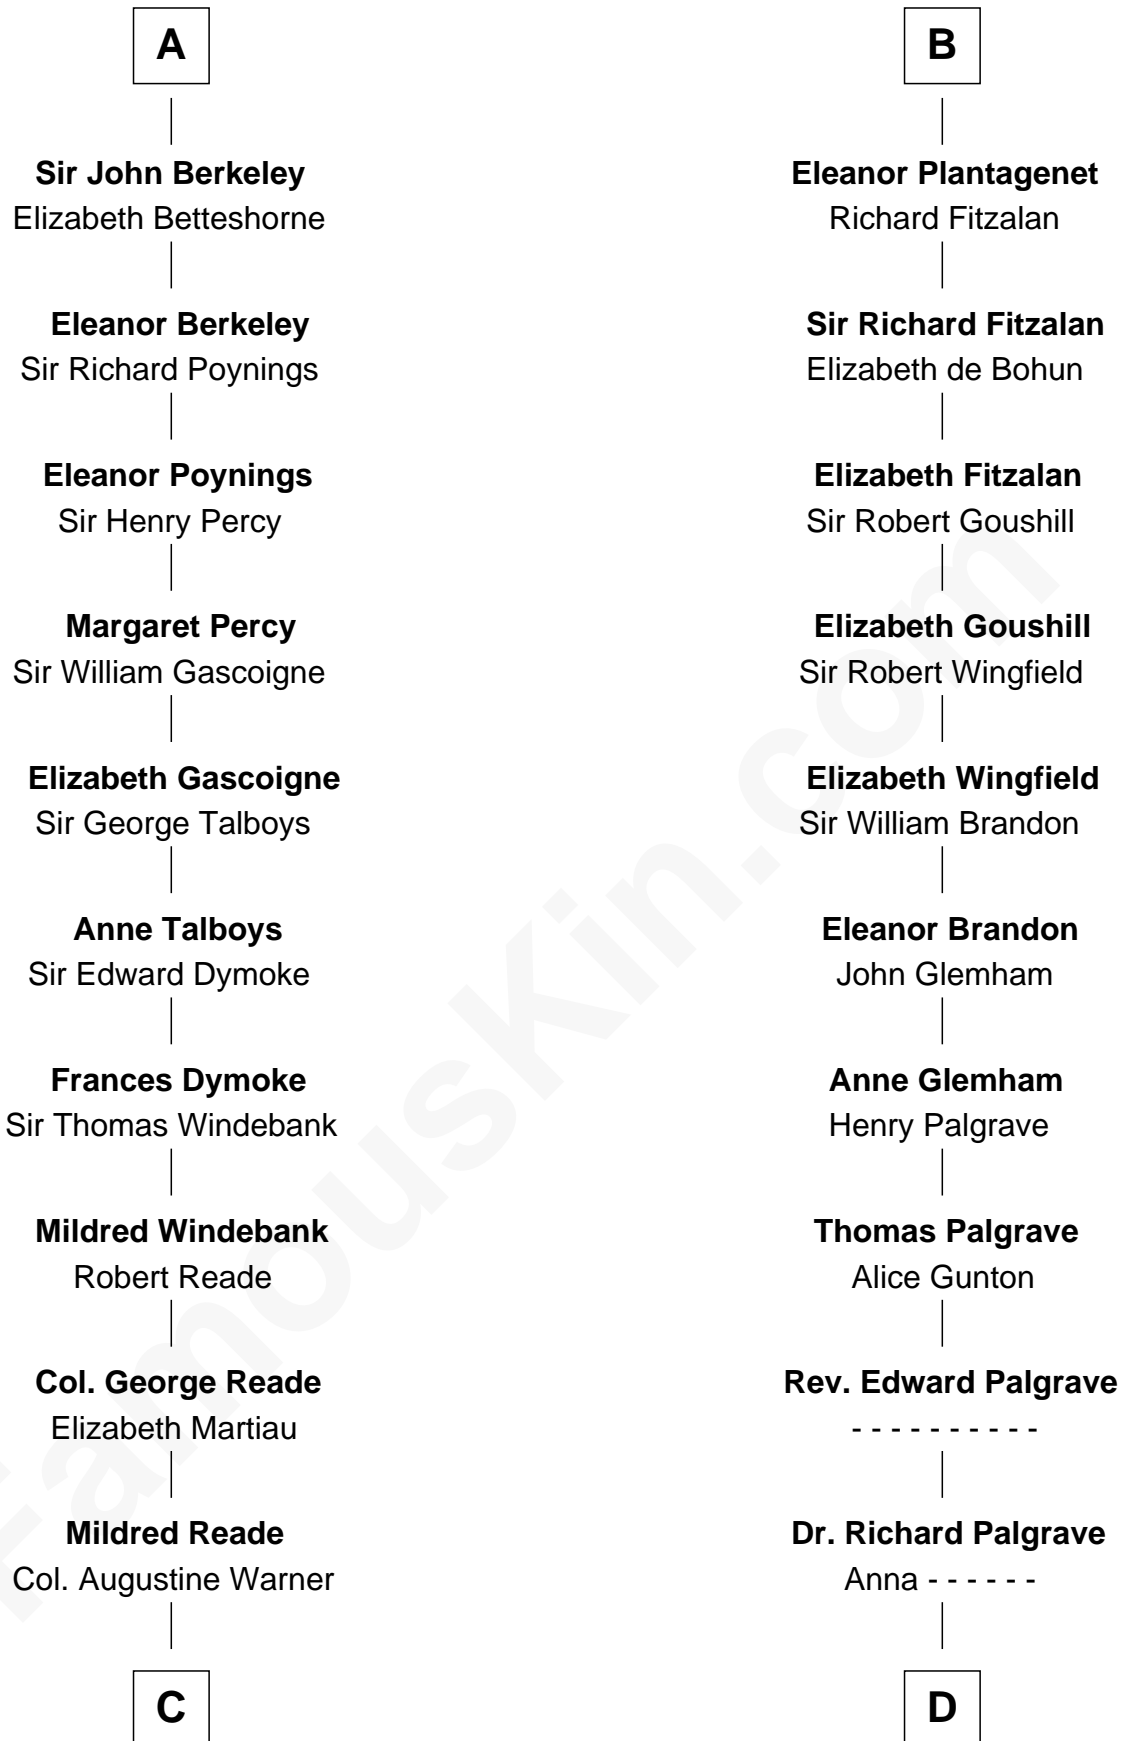 A
Sir John Berkeley
Elizabeth Betteshorne
Eleanor Berkeley
Sir Richard Poynings
Eleanor Poynings
Sir Henry Percy
Margaret Percy
Sir William Gascoigne
Elizabeth Gascoigne
Sir George Talboys
Anne Talboys
Sir Edward Dymoke
Frances Dymoke
Sir Thomas Windebank
Mildred Windebank
Robert Reade
Col. George Reade
Elizabeth Martiau
Mildred Reade
Col. Augustine Warner
C
B
Eleanor Plantagenet
Richard Fitzalan
Sir Richard Fitzalan
Elizabeth de Bohun
Elizabeth Fitzalan
Sir Robert Goushill
Elizabeth Goushill
Sir Robert Wingfield
Elizabeth Wingfield
Sir William Brandon
Eleanor Brandon
John Glemham
Anne Glemham
Henry Palgrave
Thomas Palgrave
Alice Gunton
Rev. Edward Palgrave
- - - - - - - - - -
Dr. Richard Palgrave
Anna - - - - - -
D
FamousKin.com